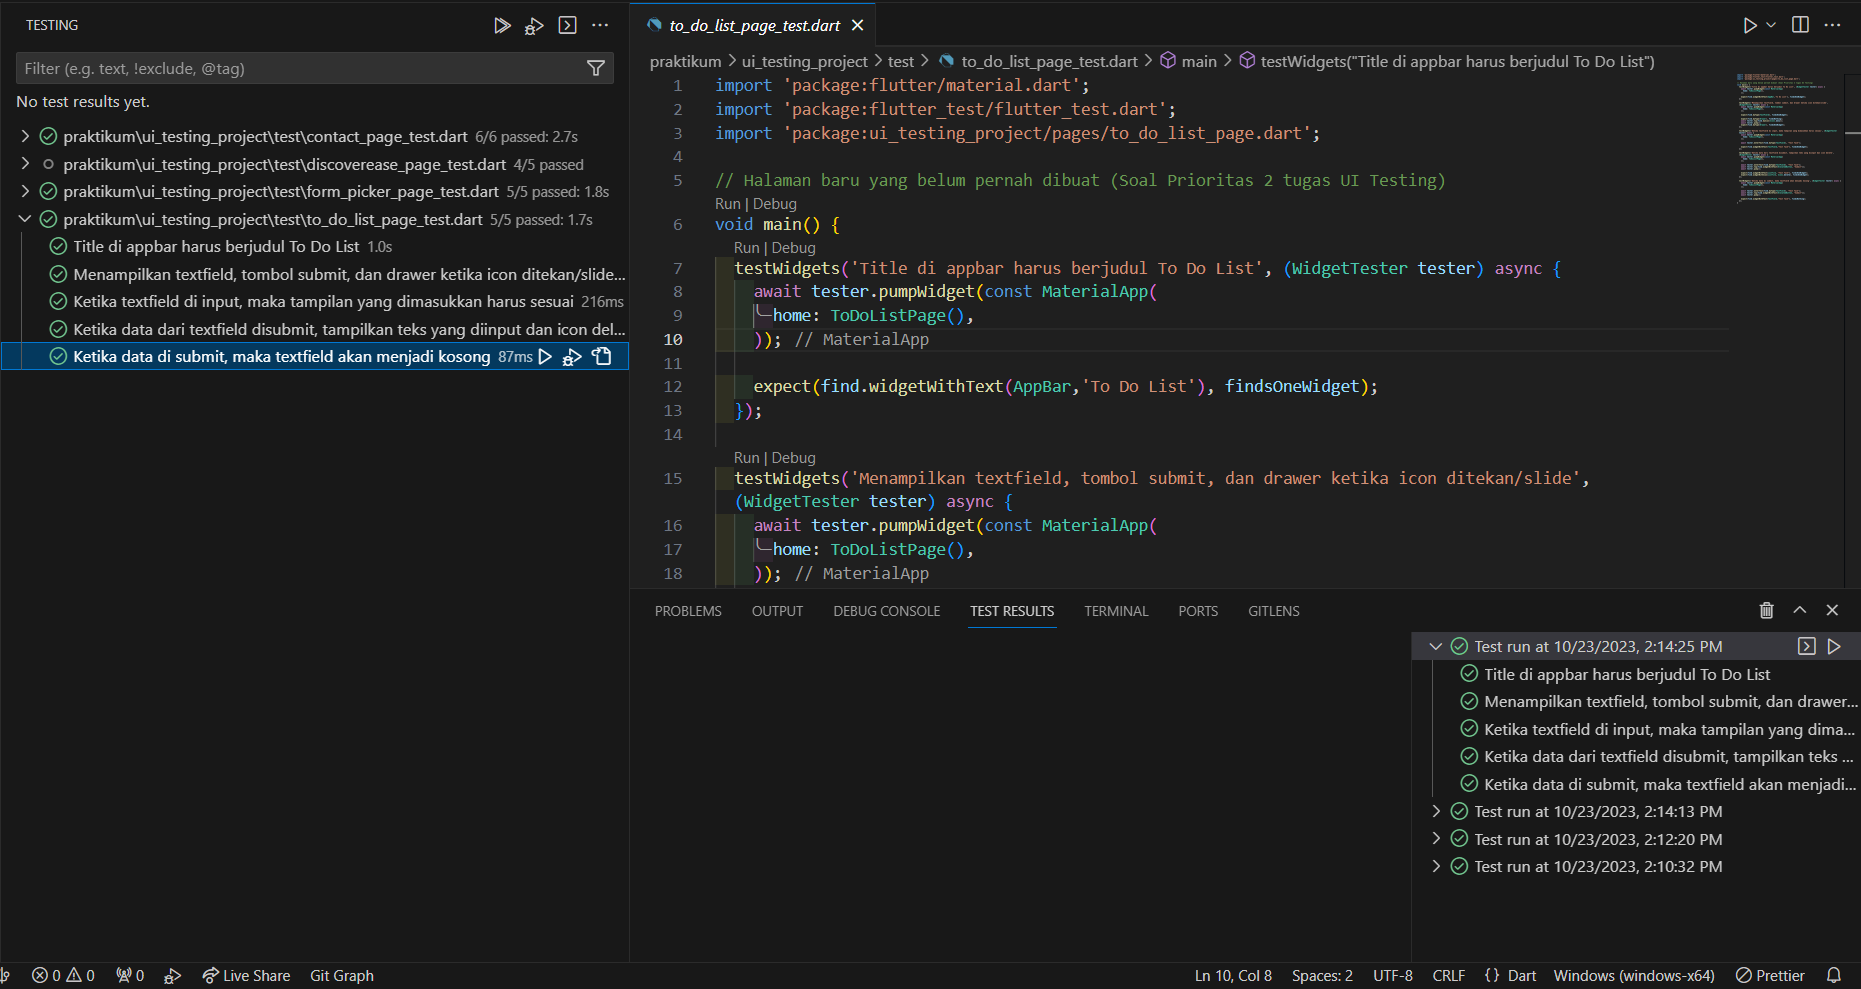 TESTING
Filter (e.g. text, !exclude, @tag)
No test results yet.
praktikum\ui_testing_project\test\contact_page_test.dart 6/6 passed: 2.7s
praktikum\ui_testing_project\test\discoverease_page_test.dart 4/5 passed
praktikum\ui_testing_project\test\form_picker_page_test.dart 5/5 passed: 1.8s
praktikum\ui_testing_project\test\to_do_list_page_test.dart 5/5 passed: 1.7s
Title di appbar harus berjudul To Do List 1.0s
Menampilkan textfield, tombol submit, dan drawer ketika icon ditekan/slide...
Ketika textfield di input, maka tampilan yang dimasukkan harus sesuai 216ms
Ketika data dari textfield disubmit, tampilkan teks yang diinput dan icon del...
Ketika data di submit, maka textfield akan menjadi kosong 87ms
to_do_list_page_test.dart
praktikum > ui_testing_project > test > to_do_list_page_test.dart > main > testWidgets("Title di appbar harus berjudul To Do List")
1 import 'package:flutter/material.dart';
2 import 'package:flutter_test/flutter_test.dart';
3 import 'package:ui_testing_project/pages/to_do_list_page.dart';
4
5 // Halaman baru yang belum pernah dibuat (Soal Prioritas 2 tugas UI Testing)
Run | Debug
6 void main() {
Run | Debug
7 testWidgets('Title di appbar harus berjudul To Do List', (WidgetTester tester) async {
8 await tester.pumpWidget(const MaterialApp(
9 home: ToDoListPage(),
10 )); // MaterialApp
11
12 expect(find.widgetWithText(AppBar,'To Do List'), findsOneWidget);
13 });
14
Run | Debug
15 testWidgets('Menampilkan textfield, tombol submit, dan drawer ketika icon ditekan/slide',
(WidgetTester tester) async {
16 await tester.pumpWidget(const MaterialApp(
17 home: ToDoListPage(),
18 )); // MaterialApp
PROBLEMS OUTPUT DEBUG CONSOLE TEST RESULTS TERMINAL PORTS GITLENS
Test run at 10/23/2023, 2:14:25 PM
Title di appbar harus berjudul To Do List
Menampilkan textfield, tombol submit, dan drawer...
Ketika textfield di input, maka tampilan yang dima...
Ketika data dari textfield disubmit, tampilkan teks ...
Ketika data di submit, maka textfield akan menjadi...
Test run at 10/23/2023, 2:14:13 PM
Test run at 10/23/2023, 2:12:20 PM
Test run at 10/23/2023, 2:10:32 PM
0 0 0 Live Share Git Graph Ln 10, Col 8 Spaces: 2 UTF-8 CRLF {} Dart Windows (windows-x64) Prettier